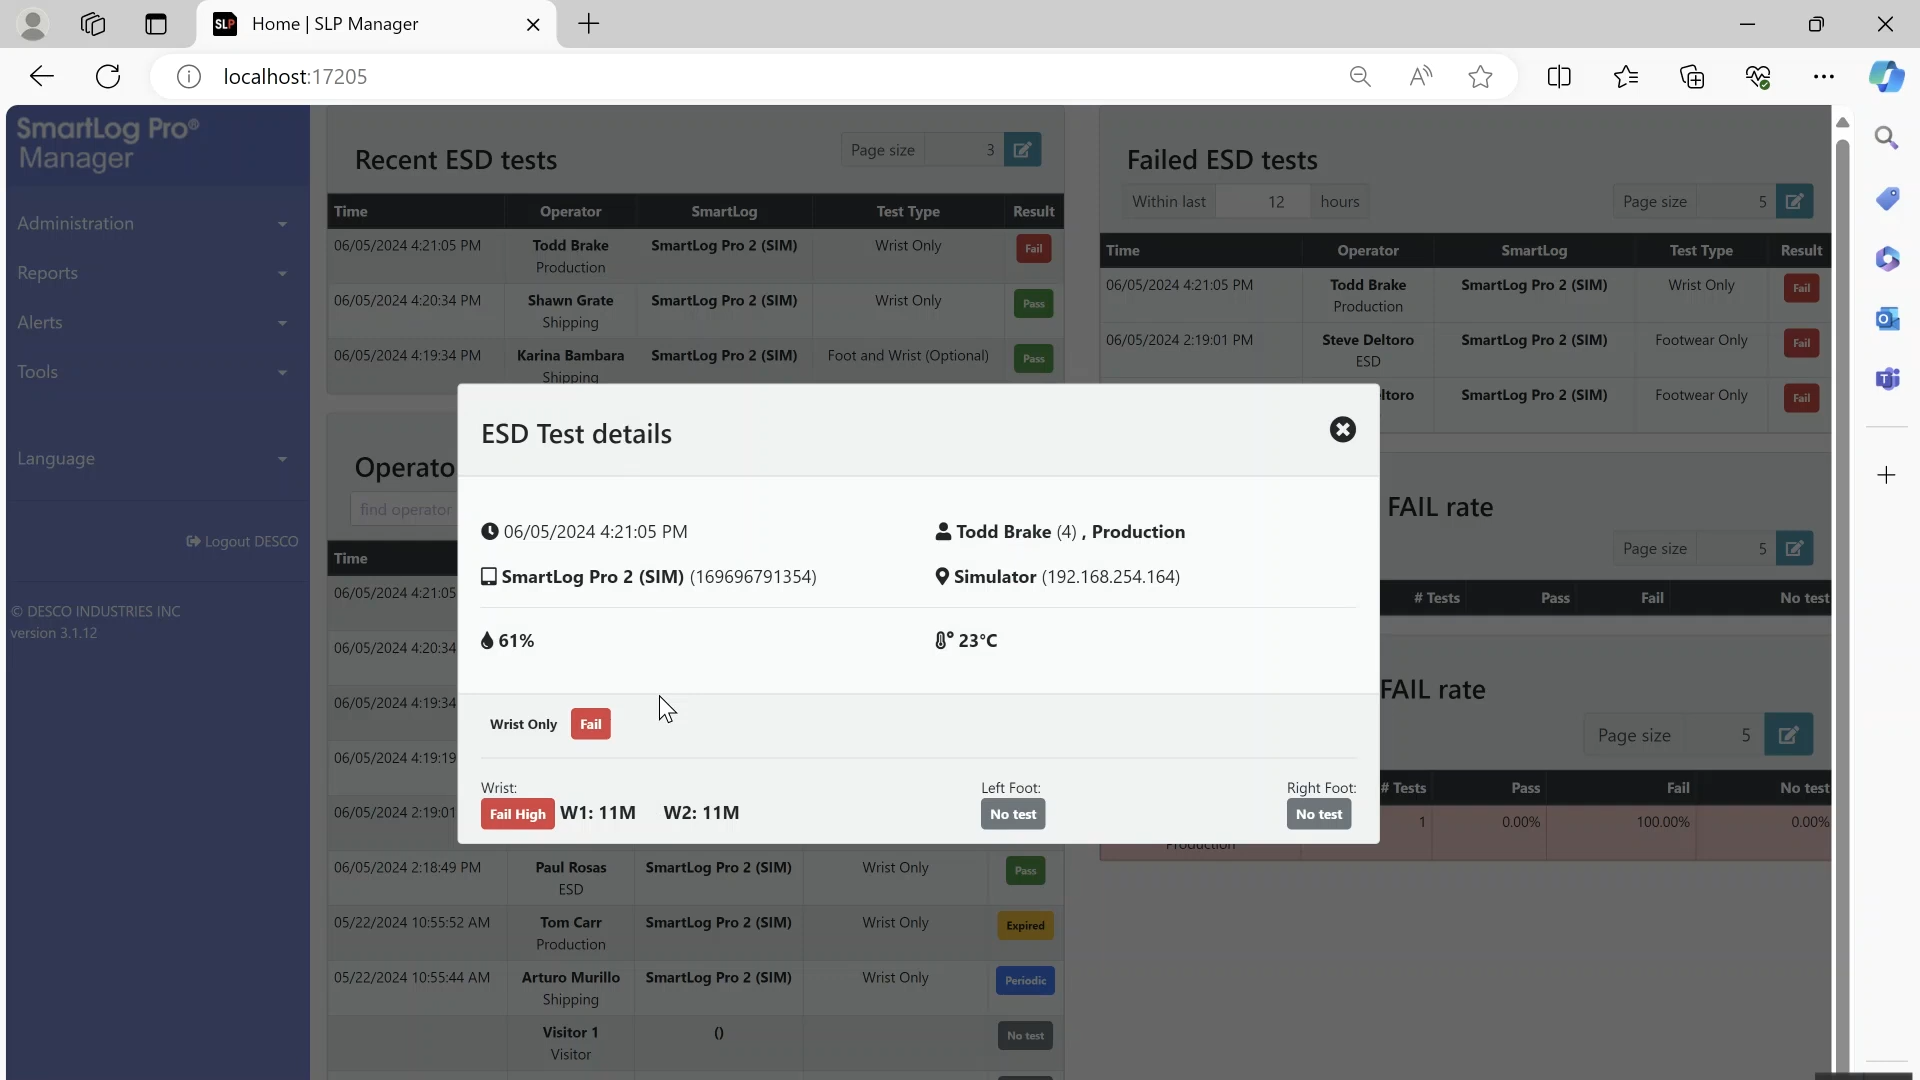 SLP Home | SLP Manager
localhost:17205
SmartLog Pro®
Manager
Administration
Reports
Alerts
Tools
Language
Logout DESCO
© DESCO INDUSTRIES INC
version 3.1.12
Recent ESD tests
Page size 3
Time Operator SmartLog Test Type Result
06/05/2024 4:21:05 PM Todd Brake SmartLog Pro 2 (SIM) Wrist Only Fail
Production
06/05/2024 4:20:34 PM Shawn Grate SmartLog Pro 2 (SIM) Wrist Only Pass
Shipping
06/05/2024 4:19:34 PM Karina Bambara SmartLog Pro 2 (SIM) Foot and Wrist (Optional) Pass
Shipping
Failed ESD tests
Within last 12 hours Page size 5
Time Operator SmartLog Test Type Result
06/05/2024 4:21:05 PM Todd Brake SmartLog Pro 2 (SIM) Wrist Only Fail
Production
06/05/2024 2:19:01 PM Steve Deltoro SmartLog Pro 2 (SIM) Footwear Only Fail
ESD
ltoro SmartLog Pro 2 (SIM) Footwear Only Fail
ESD Test details
06/05/2024 4:21:05 PM Todd Brake (4) , Production
SmartLog Pro 2 (SIM) (169696791354) Simulator (192.168.254.164)
61% 23°C
Wrist Only Fail
Wrist: Left Foot: Right Foot:
Fail High W1: 11M W2: 11M No test No test
Operato
find operator
Time
06/05/2024 4:21:05
06/05/2024 4:20:34
06/05/2024 4:19:34
06/05/2024 4:19:19
06/05/2024 2:19:01
06/05/2024 2:18:49 PM Paul Rosas SmartLog Pro 2 (SIM) Wrist Only Pass
ESD
05/22/2024 10:55:52 AM Tom Carr SmartLog Pro 2 (SIM) Wrist Only Expired
Production
05/22/2024 10:55:44 AM Arturo Murillo SmartLog Pro 2 (SIM) Wrist Only Periodic
Shipping
Visitor 1 () No test
Visitor
FAIL rate
Page size 5
# Tests Pass Fail No test
FAIL rate
Page size 5
# Tests Pass Fail No test
1 0.00% 100.00% 0.00%
Production